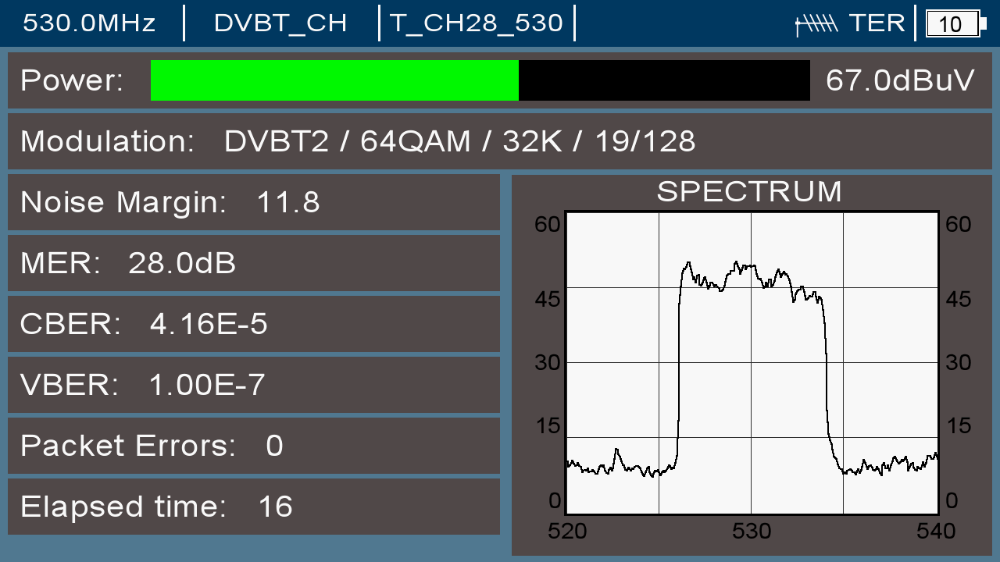 530.0MHz DVBT_CH T_CH28_530 TER 10
Power: 67.0dBuV
Modulation: DVBT2 / 64QAM / 32K / 19/128
Noise Margin: 11.8
MER: 28.0dB
CBER: 4.16E-5
VBER: 1.00E-7
Packet Errors: 0
Elapsed time: 16
SPECTRUM
60 60
45 45
30 30
15 15
0 0
520 530 540